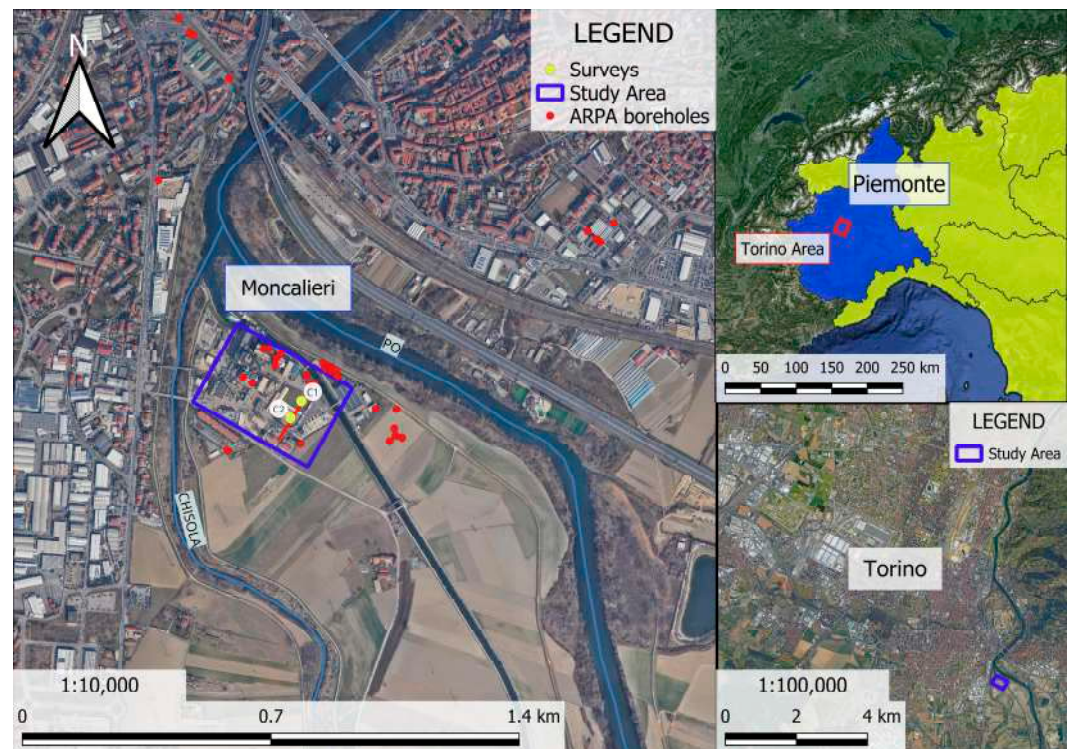 N
LEGEND
Surveys
Study Area
ARPA boreholes
Moncalieri
PO
C1
C2
CHISOLA
1:10,000
0 0.7 1.4 km
Piemonte
Torino Area
0 50 100 150 200 250 km
LEGEND
Study Area
Torino
1:100,000
0 2 4 km